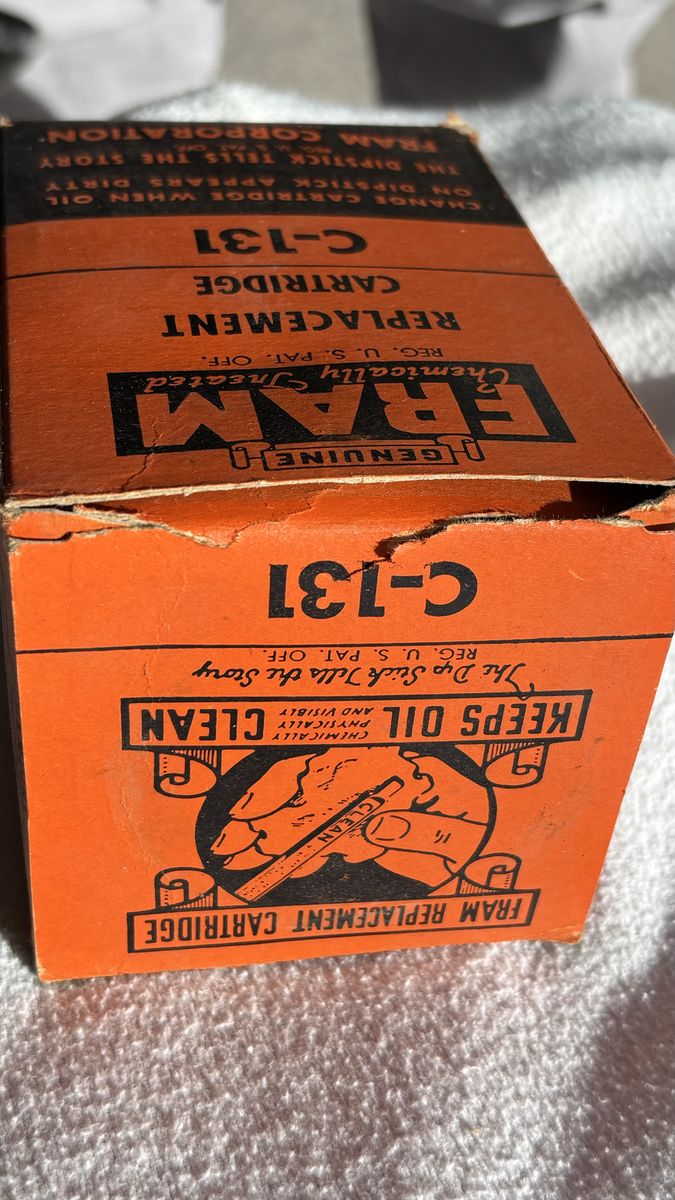 GENUINE
FRAM
Chemically Treated
REG. U. S. PAT. OFF.
REPLACEMENT
CARTRIDGE
C-131
CHANGE CARTRIDGE WHEN OIL
ON DIPSTICK APPEARS DIRTY
THE DIPSTICK TELLS THE STORY
REG. U. S. PAT. OFF.
FRAM CORPORATION
FRAM REPLACEMENT CARTRIDGE
CLEAN
KEEPS OIL CHEMICALLY PHYSICALLY AND VISIBLY CLEAN
The Dip Stick Tells the Story
REG. U. S. PAT. OFF.
C-131